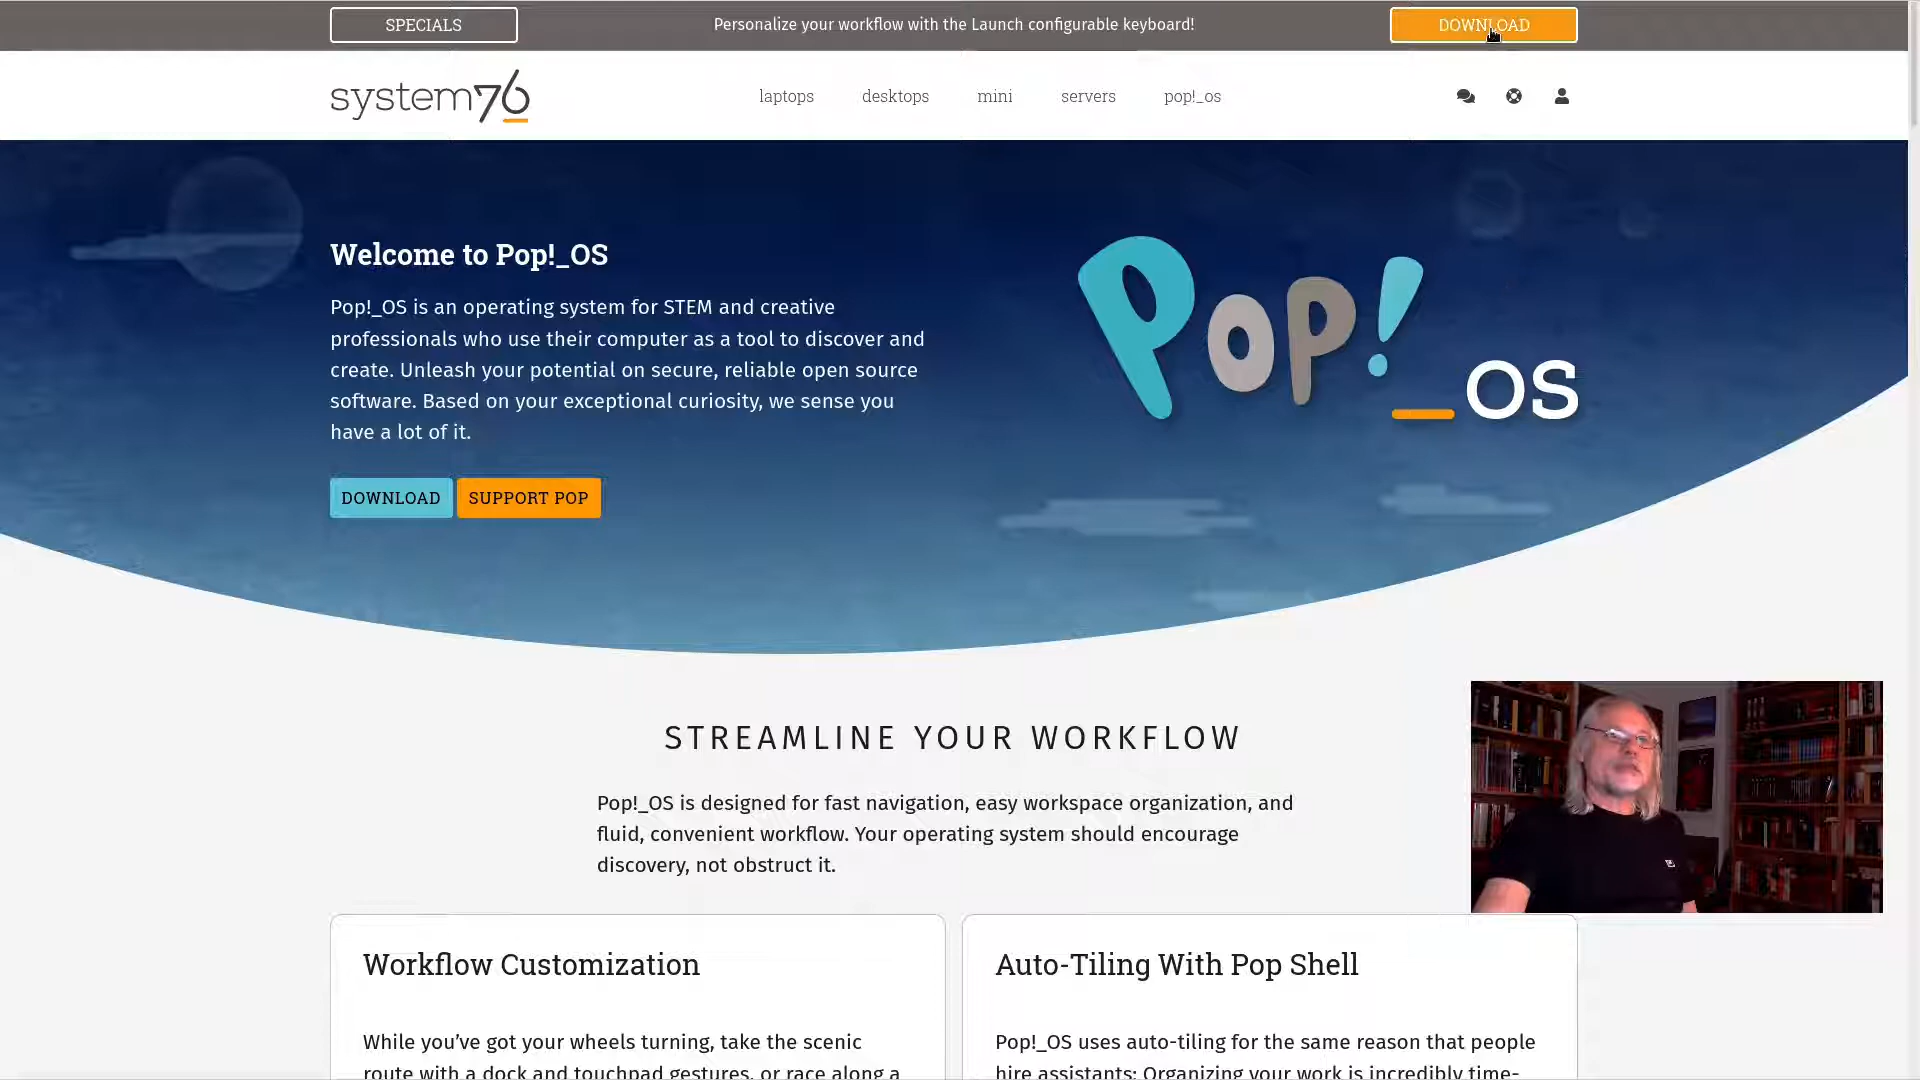 SPECIALS
Personalize your workflow with the Launch configurable keyboard!
DOWNLOAD
system76
laptops
desktops
mini
servers
pop!_os
Welcome to Pop!_OS
Pop!_OS is an operating system for STEM and creative
professionals who use their computer as a tool to discover and
create. Unleash your potential on secure, reliable open source
software. Based on your exceptional curiosity, we sense you
have a lot of it.
DOWNLOAD
SUPPORT POP
Pop!_OS
STREAMLINE YOUR WORKFLOW
Pop!_OS is designed for fast navigation, easy workspace organization, and
fluid, convenient workflow. Your operating system should encourage
discovery, not obstruct it.
Workflow Customization
While you’ve got your wheels turning, take the scenic
route with a dock and touchpad gestures, or race along a
Auto-Tiling With Pop Shell
Pop!_OS uses auto-tiling for the same reason that people
hire assistants: Organizing your work is incredibly time-